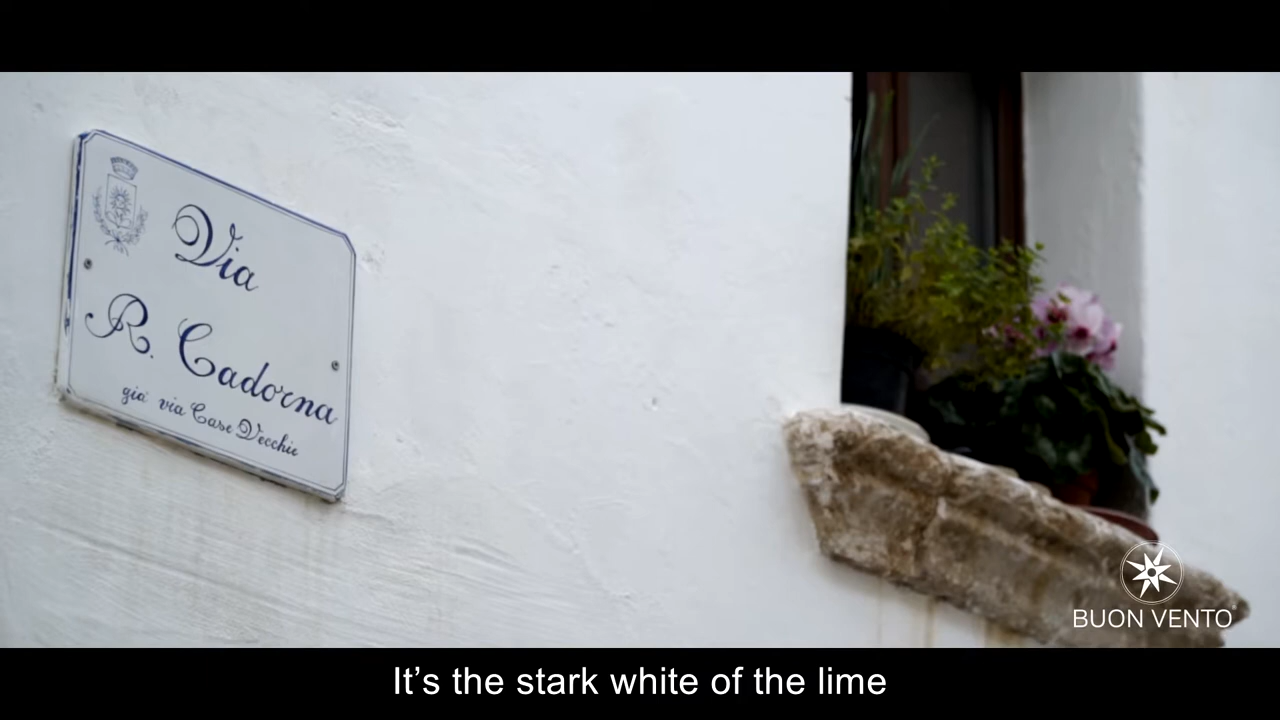 Via
R. Cadorna
già via Case Vecchie
BUON VENTO
It's the stark white of the lime